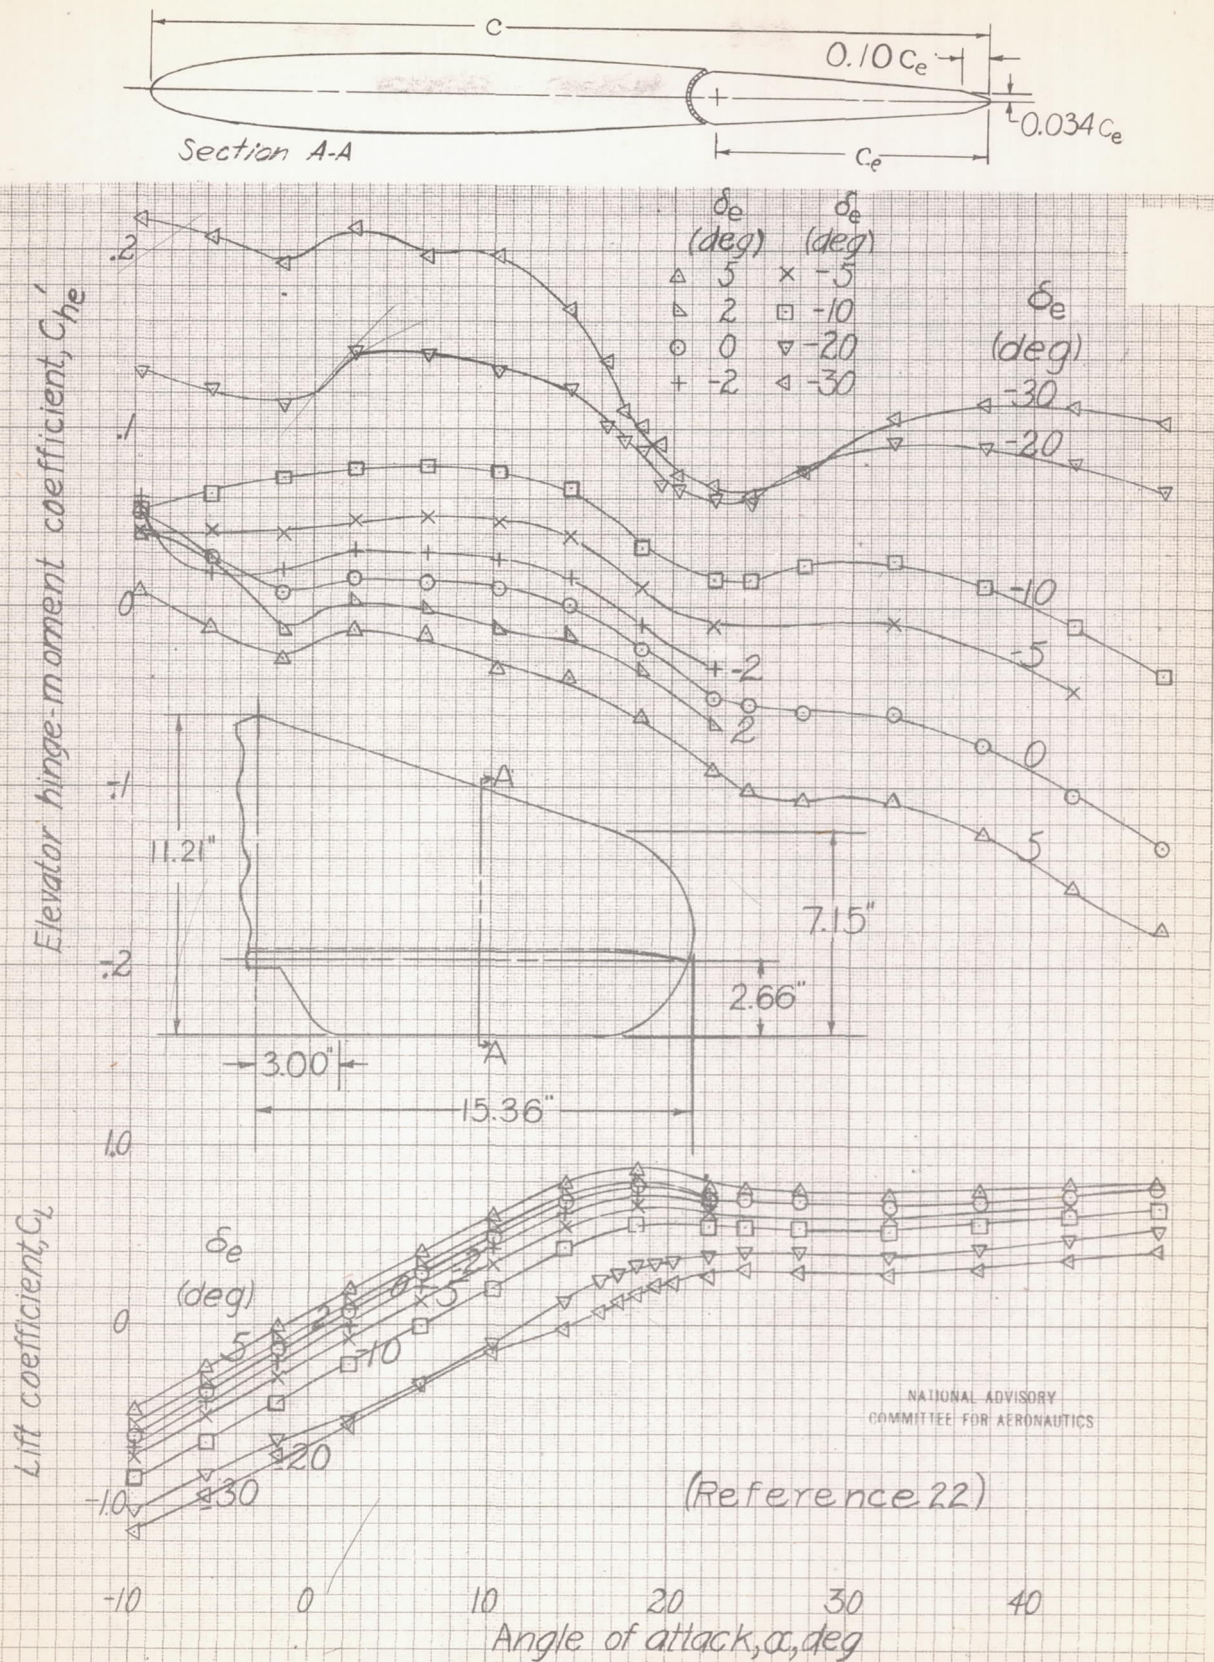 c
0.10 Ce
0.034 Ce
Section A-A
Ce
δe δe
(deg) (deg)
5 -5
2 -10
0 -20
-2 -30
δe
(deg)
-30
-20
-10
-5
-2
2
0
5
.2
.1
0
-.1
-.2
Elevator hinge-moment coefficient, Che'
A
11.21"
7.15"
2.66"
A
3.00"
15.36"
1.0
0
-1.0
Lift coefficient, CL
δe
(deg)
5
2
0
-2
-5
-10
-20
-30
NATIONAL ADVISORY
COMMITTEE FOR AERONAUTICS
(Reference 22)
-10 0 10 20 30 40
Angle of attack, α, deg